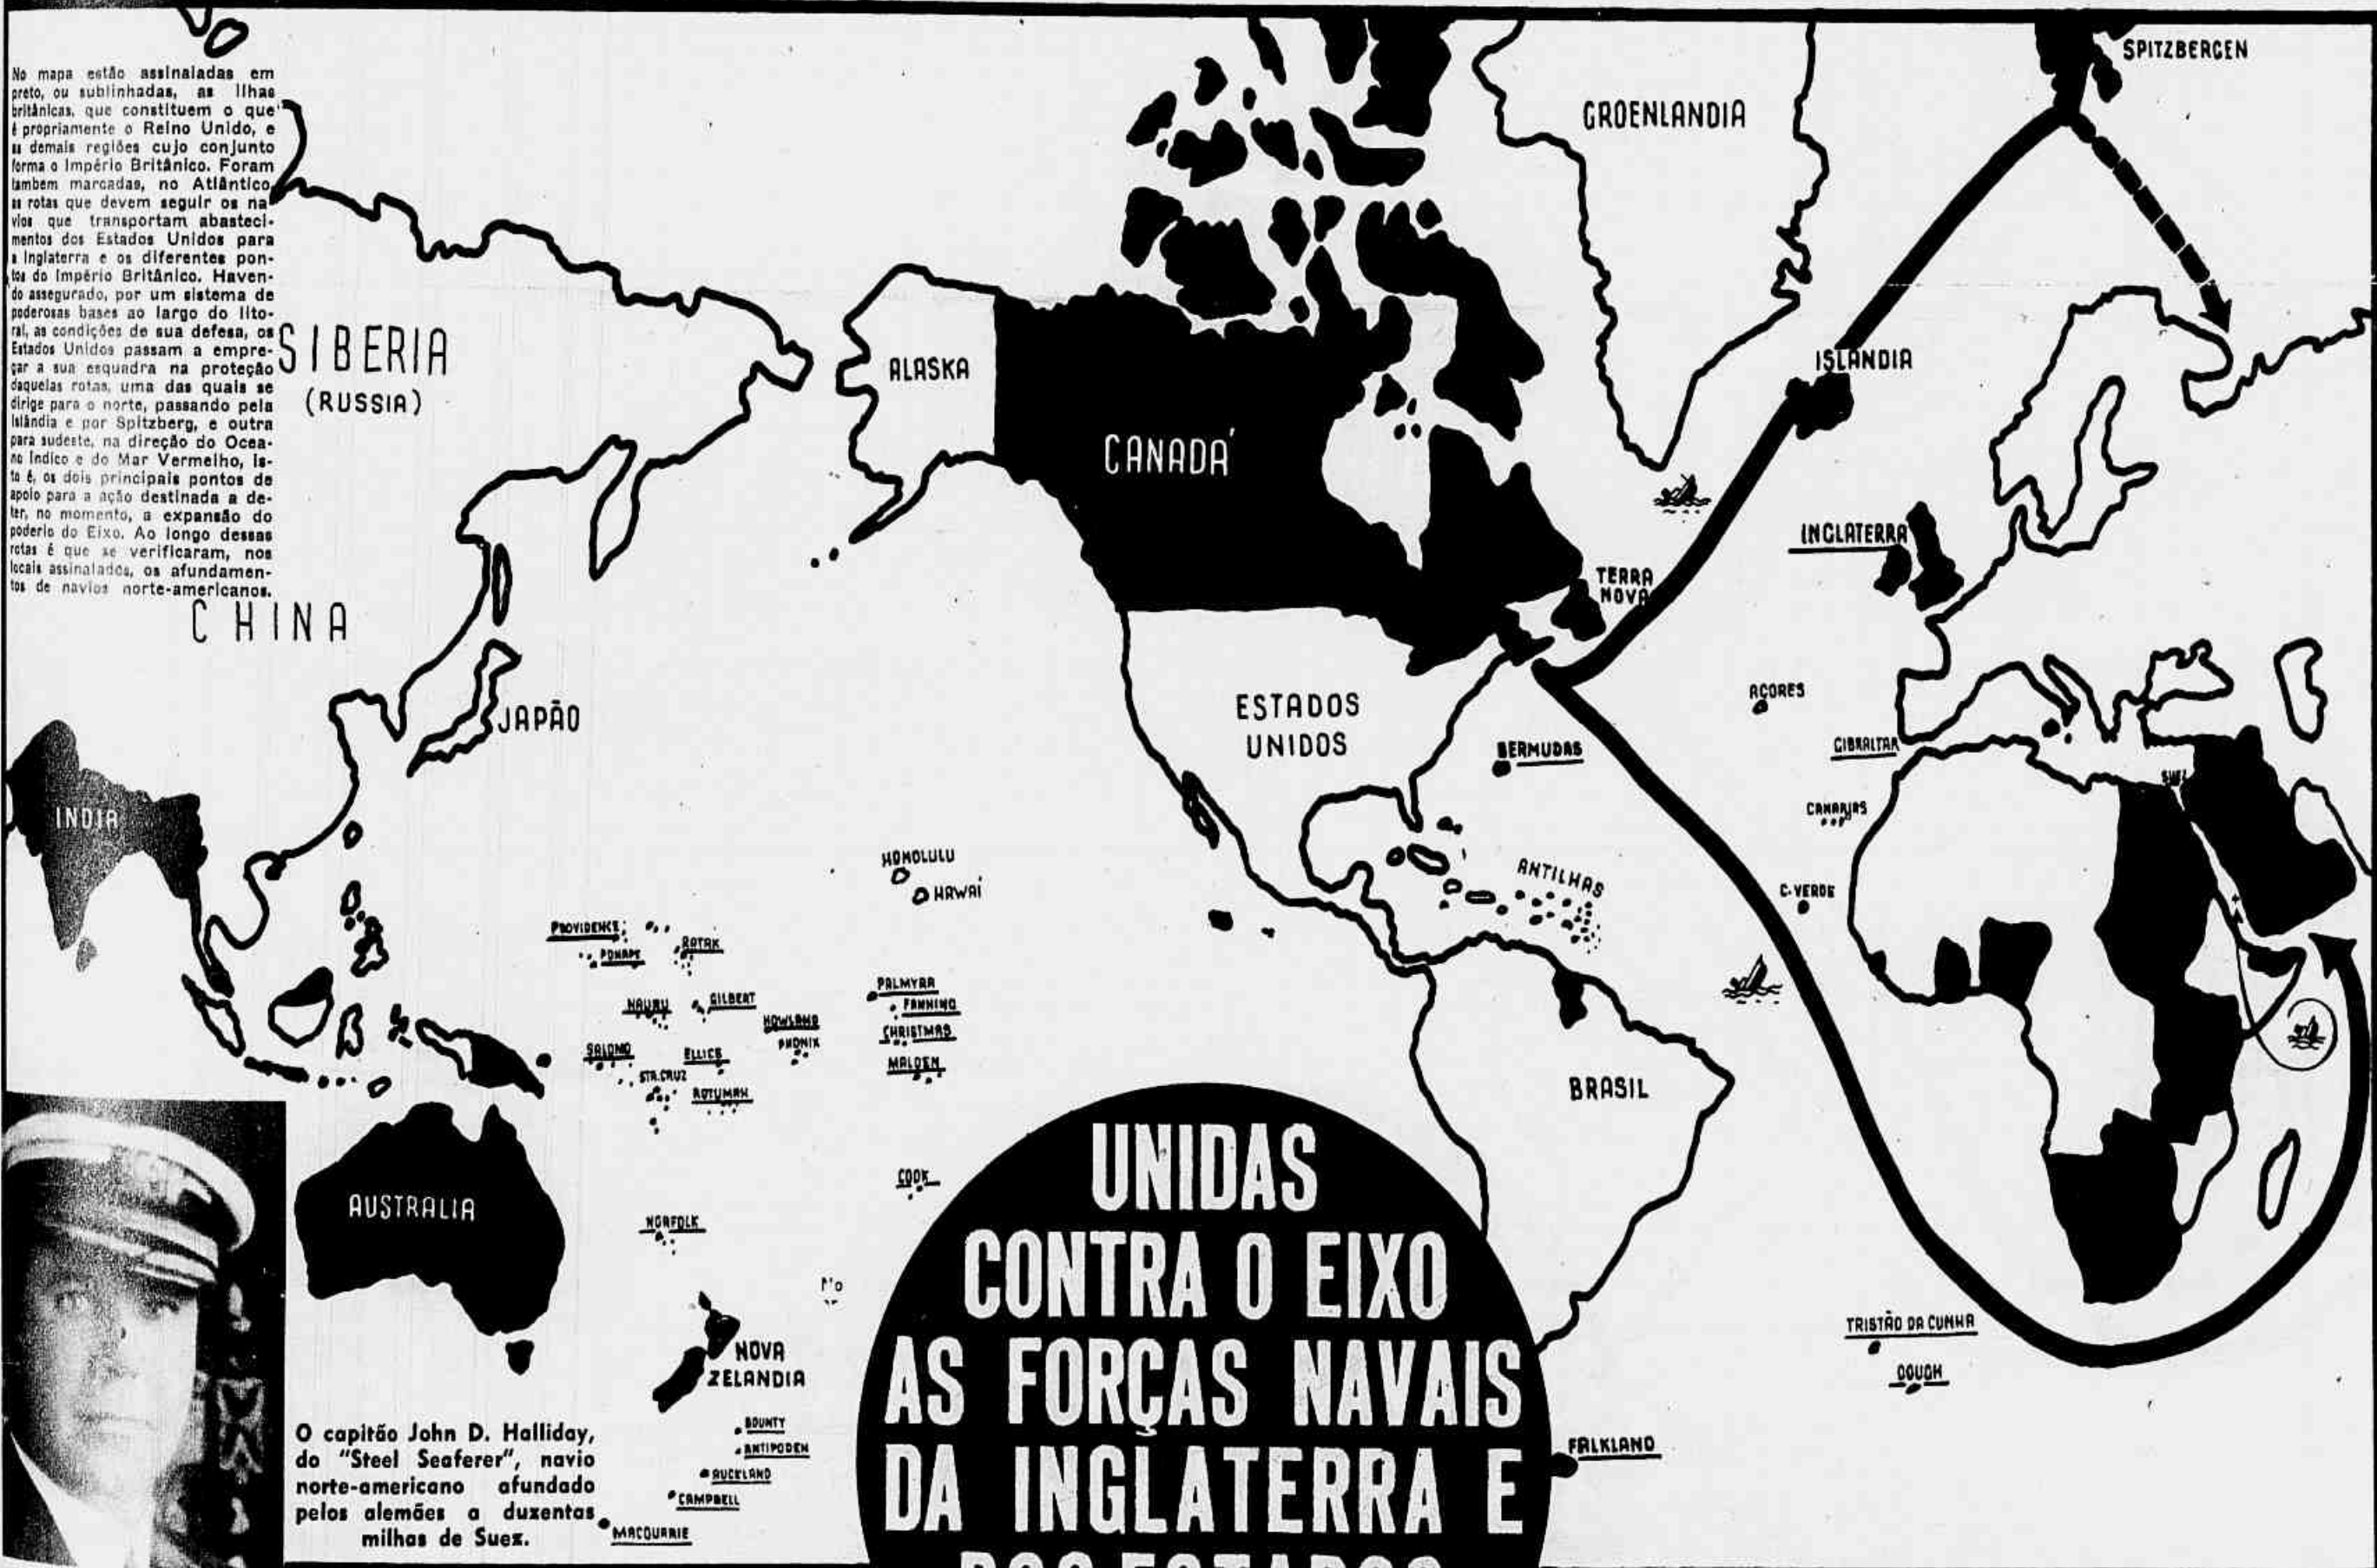 No mapa estão assinaladas em
preto, ou sublinhadas, as Ilhas
britânicas, que constituem o que
é propriamente o Reino Unido, e
as demais regiões cujo conjunto
forma o Império Britânico. Foram
tambem marcadas, no Atlântico,
as rotas que devem seguir os na
vios que transportam abasteci-
mentos dos Estados Unidos para
a Inglaterra e os diferentes pon-
tos do Império Britânico. Haven-
do assegurado, por um sistema de
poderosas bases ao largo do lito-
ral, as condições de sua defesa, os
Estados Unidos passam a empre-
gar a sua esquadra na proteção
daquelas rotas, uma das quais se
dirige para o norte, passando pela
Islândia e por Spitzberg, e outra
para sudeste, na direção do Ocea-
no Indico e do Mar Vermelho, is-
to é, os dois principais pontos de
apoio para a ação destinada a de-
ter, no momento, a expansão do
poderio do Eixo. Ao longo dessas
rotas é que se verificaram, nos
locais assinalados, os afundamen-
tos de navios norte-americanos.
SPITZBERGEN
GROENLANDIA
SIBERIA
(RUSSIA)
ALASKA
ISLANDIA
CANADÁ
INGLATERRA
TERRA
NOVA
CHINA
JAPÃO
ESTADOS
UNIDOS
AÇORES
BERMUDAS
GIBRALTAR
SUEZ
INDIA
CANARIAS
HONOLULU
HAWAÍ
ANTILHAS
C. VERDE
PROVIDENCE
PONAPE
RATAK
PALMYRA
FANNING
NAURU
GILBERT
HOWLAND
CHRISTMAS
PHONIX
SALOMO
ELLICE
MALDEN
STA. CRUZ
ROTUMAH
BRASIL
COOK
AUSTRALIA
NORFOLK
NOVA
ZELANDIA
TRISTÃO DA CUNHA
GOUGH
BOUNTY
ANTIPODEN
AUCKLAND
CAMPBELL
MACQUARIE
FALKLAND
UNIDAS
CONTRA O EIXO
AS FORÇAS NAVAIS
DA INGLATERRA E
DOS ESTADOS
O capitão John D. Halliday,
do "Steel Seaferer", navio
norte-americano afundado
pelos alemães a duzentas
milhas de Suez.